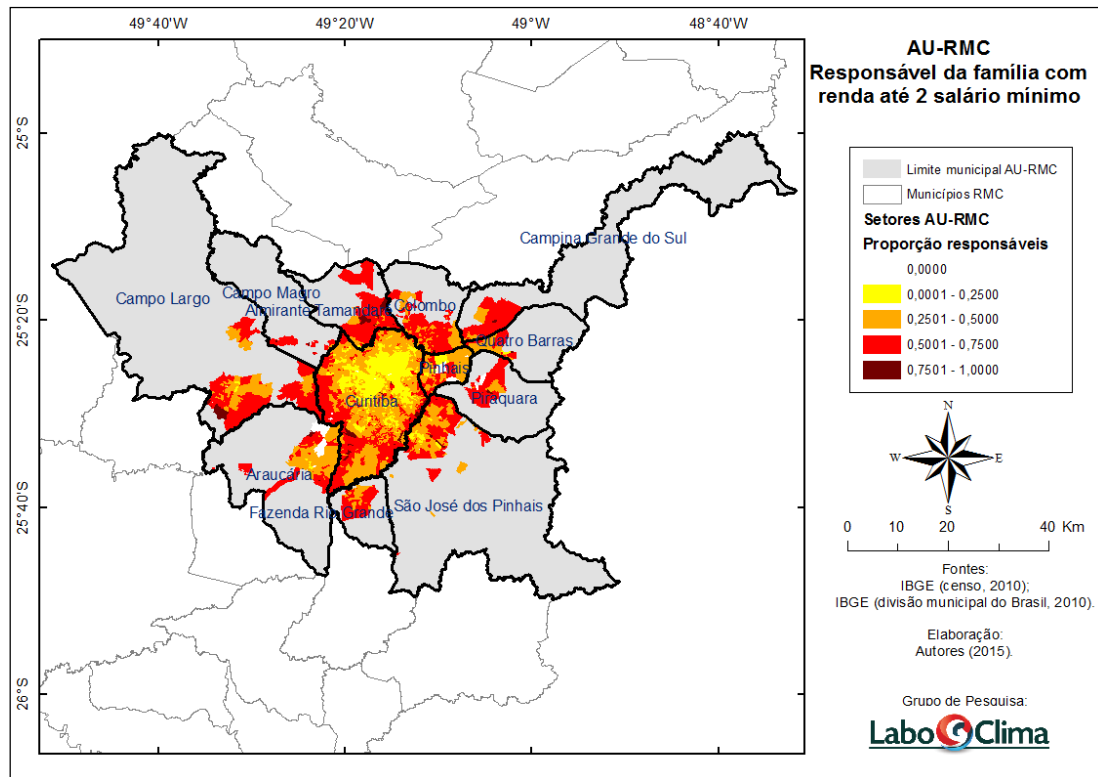 49°40'W 49°20'W 49°W 48°40'W
25°S
25°20'S
25°40'S
26°S
Campina Grande do Sul
Campo Largo
Campo Magro
Almirante Tamandaré
Colombo
Quatro Barras
Pinhais
Piraquara
Curitiba
Araucária
Fazenda Rio Grande
São José dos Pinhais
AU-RMC
Responsável da família com
renda até 2 salário mínimo
Limite municipal AU-RMC
Municípios RMC
Setores AU-RMC
Proporção responsáveis
0,0000
0,0001 - 0,2500
0,2501 - 0,5000
0,5001 - 0,7500
0,7501 - 1,0000
N
W E
S
0 10 20 40 Km
Fontes:
IBGE (censo, 2010);
IBGE (divisão municipal do Brasil, 2010).
Elaboração:
Autores (2015).
Grupo de Pesquisa:
LaboClima